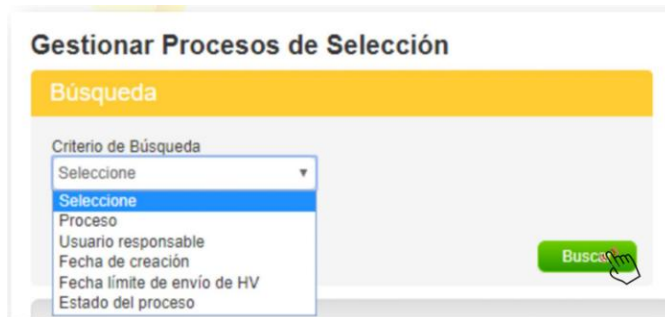 Gestionar Procesos de Selección
Búsqueda
Criterio de Búsqueda
Seleccione
Seleccione
Proceso
Usuario responsable
Fecha de creación
Fecha límite de envío de HV
Estado del proceso
Buscar